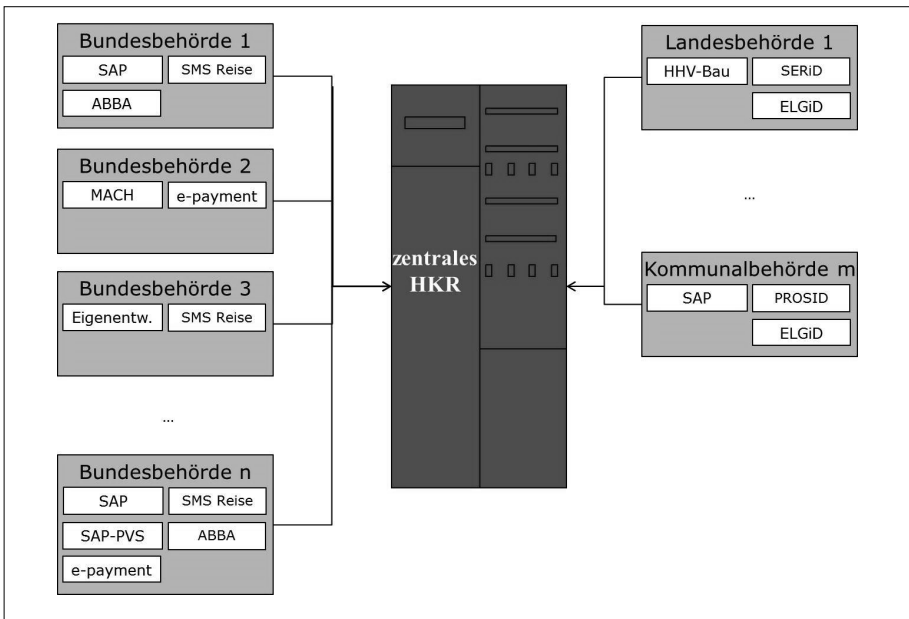 Bundesbehörde 1
SAP
SMS Reise
ABBA
Bundesbehörde 2
MACH
e-payment
Bundesbehörde 3
Eigenentw.
SMS Reise
...
Bundesbehörde n
SAP
SMS Reise
SAP-PVS
ABBA
e-payment
zentrales
HKR
Landesbehörde 1
HHV-Bau
SERiD
ELGiD
...
Kommunalbehörde m
SAP
PROSID
ELGiD